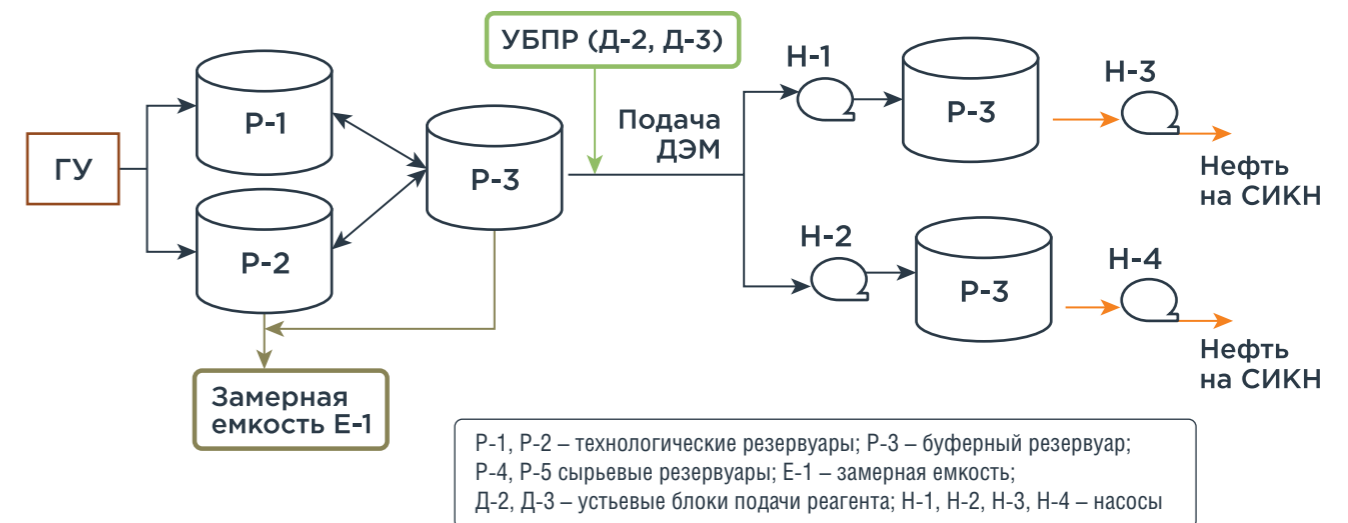 УБПР (Д-2, Д-3)
Н-1
Н-3
Р-1
Р-3
Подача
ДЭМ
ГУ
Р-3
Нефть
на СИКН
Р-2
Н-2
Р-3
Н-4
Нефть
на СИКН
Замерная
емкость Е-1
Р-1, Р-2 – технологические резервуары; Р-3 – буферный резервуар;
Р-4, Р-5 сырьевые резервуары; Е-1 – замерная емкость;
Д-2, Д-3 – устьевые блоки подачи реагента; Н-1, Н-2, Н-3, Н-4 – насосы